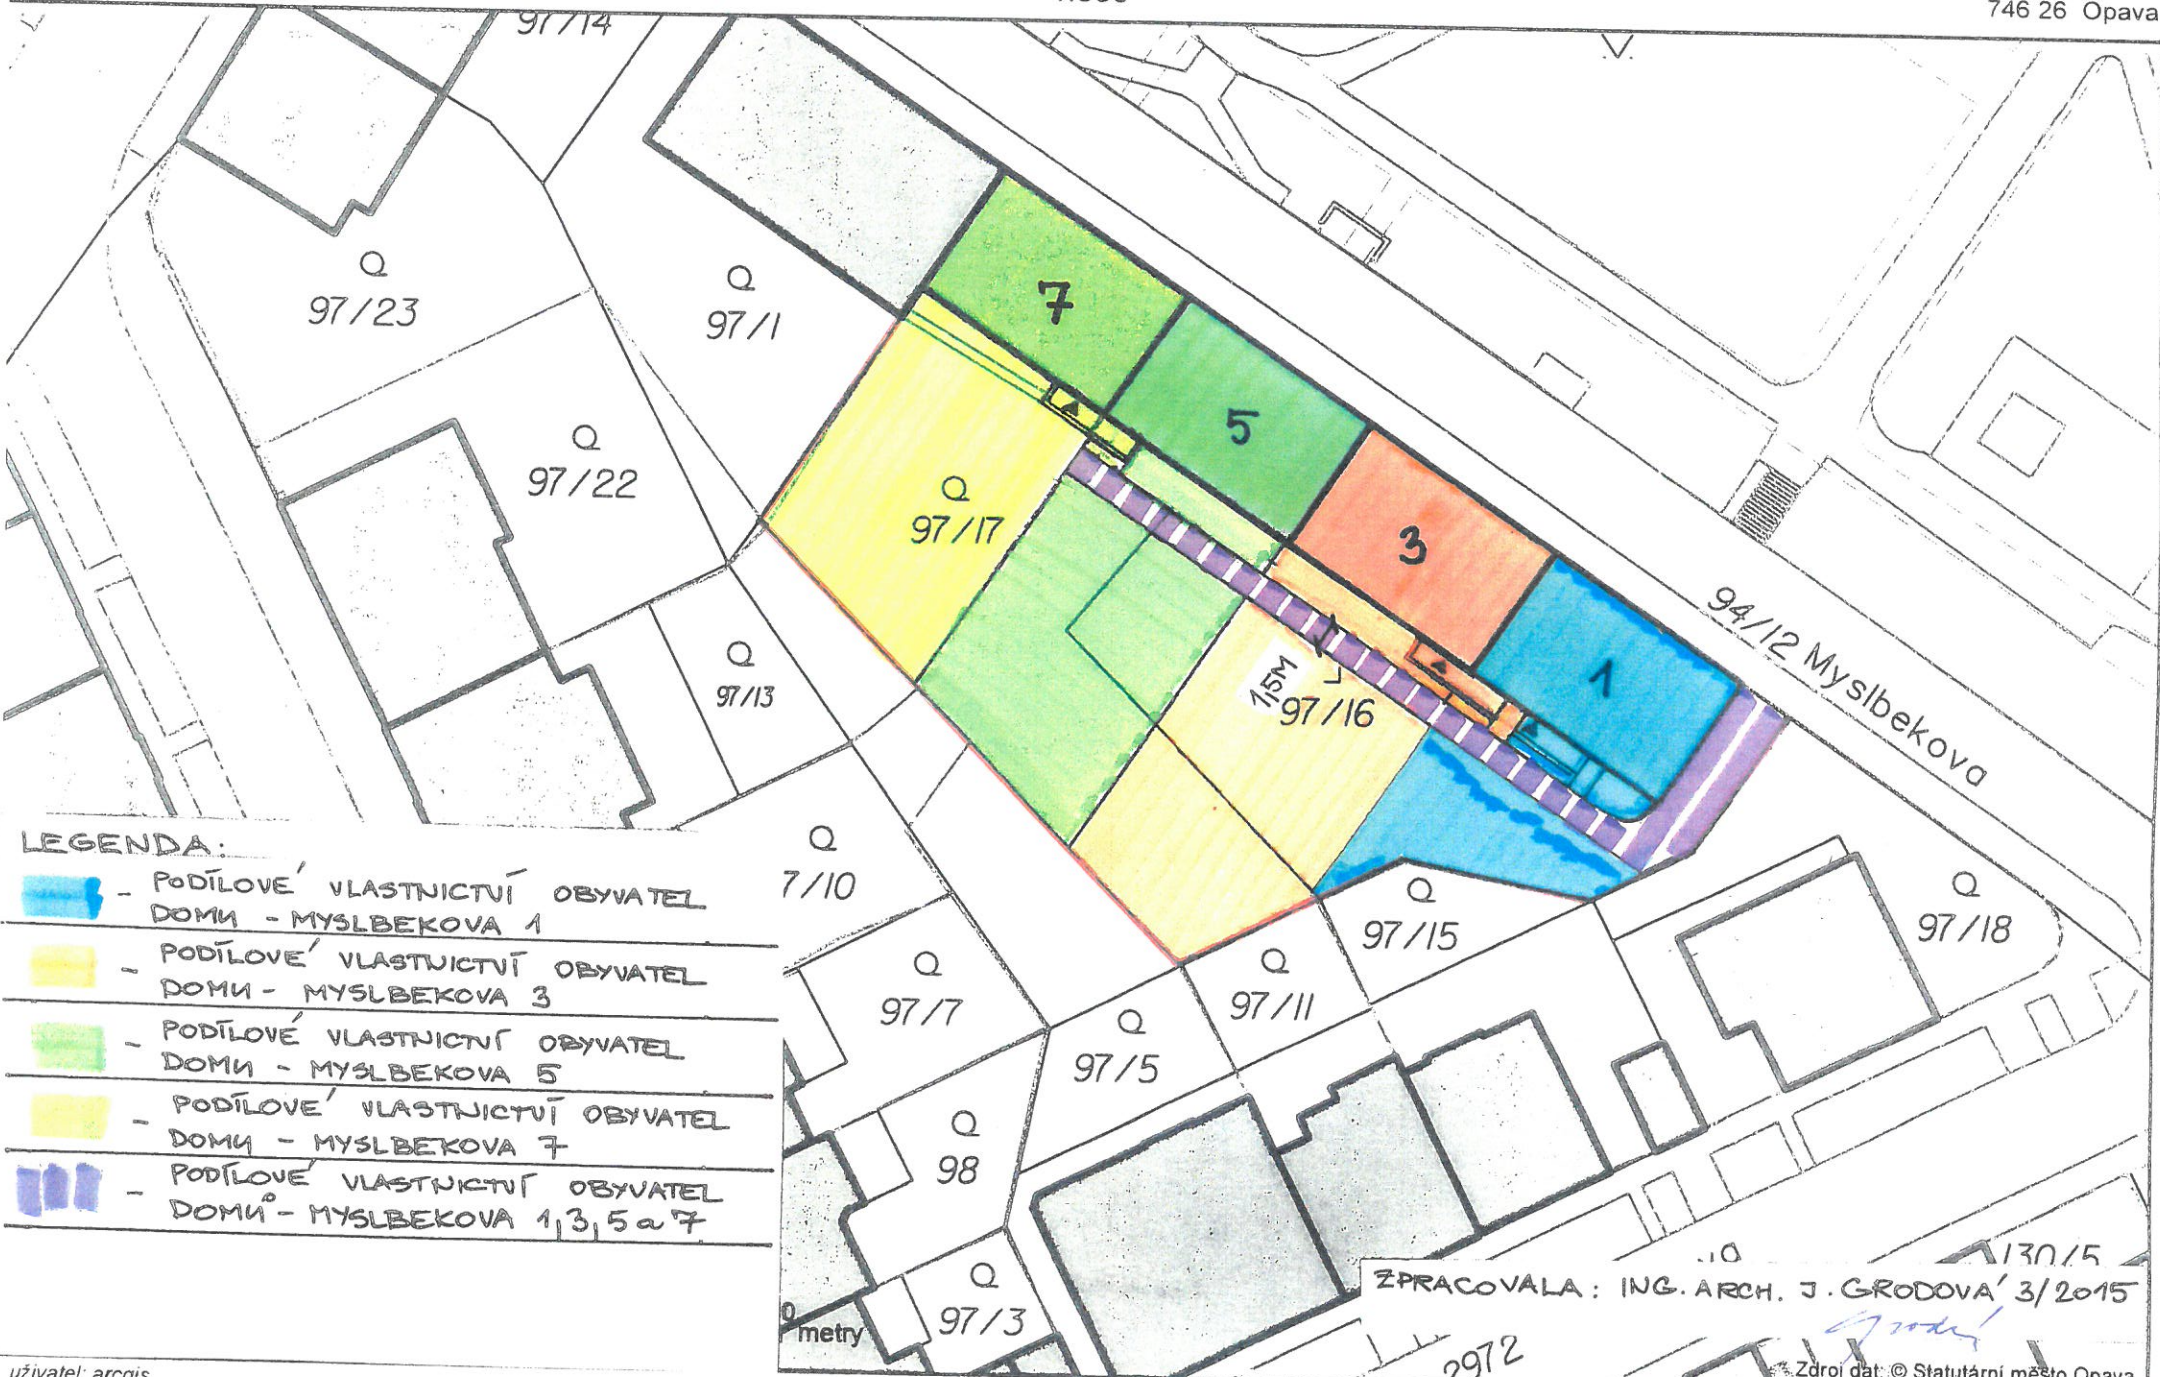 746 26 Opava
97/14
Q
97/23
Q
97/1
7
5
Q
97/22
Q
97/17
3
1
94/12 Myslbekova
Q
97/13
1,5M
97/16
LEGENDA:
- PODÍLOVÉ VLASTNICTVÍ OBYVATEL
DOMU - MYSLBEKOVA 1
- PODÍLOVÉ VLASTNICTVÍ OBYVATEL
DOMU - MYSLBEKOVA 3
- PODÍLOVÉ VLASTNICTVÍ OBYVATEL
DOMU - MYSLBEKOVA 5
- PODÍLOVÉ VLASTNICTVÍ OBYVATEL
DOMU - MYSLBEKOVA 7
- PODÍLOVÉ VLASTNICTVÍ OBYVATEL
DOMŮ - MYSLBEKOVA 1, 3, 5 a 7
Q
7/10
Q
97/15
Q
97/18
Q
97/7
Q
97/11
Q
97/5
Q
98
Q
97/3
130/5
ZPRACOVALA: ING. ARCH. J. GRODOVÁ 3/2015
metry
2972
uživatel: arcgis
Zdroj dat: © Statutární město Opava